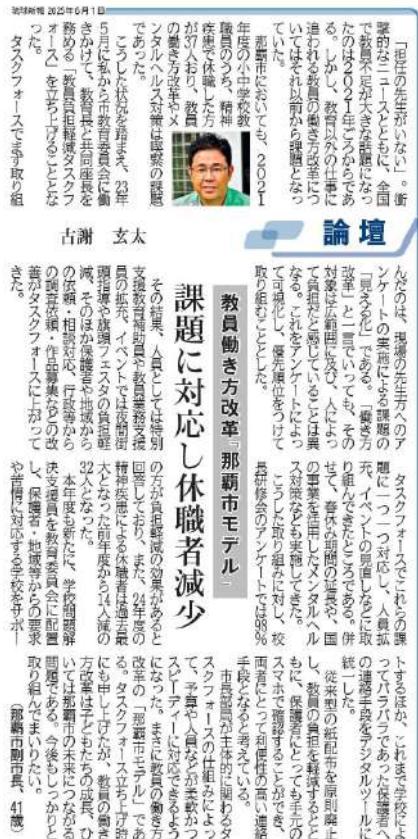 琉球新報 2025年6月1日
論壇
古謝 玄太
教員働き方改革「那覇市モデル」
課題に対応し休職者減少
「担任の先生がいない」。衝
撃的なニュースとともに、全国
で教員不足が大きな話題になっ
たのは2021年ごろからであ
る。しかし、教育以外の仕事に
追われる教員の働き方改革につ
いてはそれ以前から課題となっ
ていた。
那覇市においても、2021
年度の小中学校教
職員のうち、精神
疾患で休職した方
が37人おり、教員
の働き方改革やメ
ンタルヘルス対策は喫緊の課題
であった。
こうした状況を踏まえ、23年
5月に私から市教育委員会に働
きかけて、教育長と共同座長を
務める「教員負担軽減タスクフ
ォース」を立ち上げることとな
った。
タスクフォースでまず取り組
んだのは、現場の先生方へのア
ンケートの実施による課題の
「見える化」である。「働き方
改革」と一言でいっても、その
対象は広範囲に及び、人によっ
て負担だと感じていることは異
なる。これをアンケートによっ
て可視化し、優先順位をつけて
取り組むこととした。
その結果、人員としては特別
支援教育補助員や教員業務支援
員の拡充、イベントでは夜間街
頭指導や旗頭フェスタの負担軽
減、そのほか保護者や地域から
の依頼・相談対応、行政等から
の調査依頼・作品募集などの改
善がタスクフォースに上がって
きた。
タスクフォースでこれらの課
題に一つ一つ対応し、人員拡
充、イベントの見直しなどに取
り組んできたところである。併
せて、春休み期間の延長や、国
の事業を活用したメンタルヘル
ス対策なども実施してきた。
こうした取り組みに対し、校
長研修会のアンケートでは98%
の方が負担軽減の効果があると
回答しており、また、24年度の
精神疾患による休職者は過去最
大となった前年度から14人減の
32人となった。
本年度も新たに、学校問題解
決支援員を教育委員会に配置
し、保護者・地域等からの要求
や苦情に対応する学校をサポー
トするほか、これまで学校によ
ってバラバラであった保護者へ
の連絡手段をデジタルツールで
統一した。
従来型の紙配布を原則廃止
し、教員の負担を軽減するとと
もに、保護者にとっても手元の
スマホで確認することができ、
両者にとって利便性の高い連絡
手段となると考えている。
市長部局が主体的に関わるタ
スクフォースの仕組みによっ
て、予算や人員などが柔軟かつ
スピーディーに対応できるよう
になった。まさに教員の働き方
改革の「那覇市モデル」であ
る。タスクフォース立ち上げ時
にも申し上げたが、教員の働き
方改革は子どもたちの成長、ひ
いては那覇市の未来につながる
問題である。今後もしっかりと
取り組んでまいりたい。
（那覇市副市長、41歳）